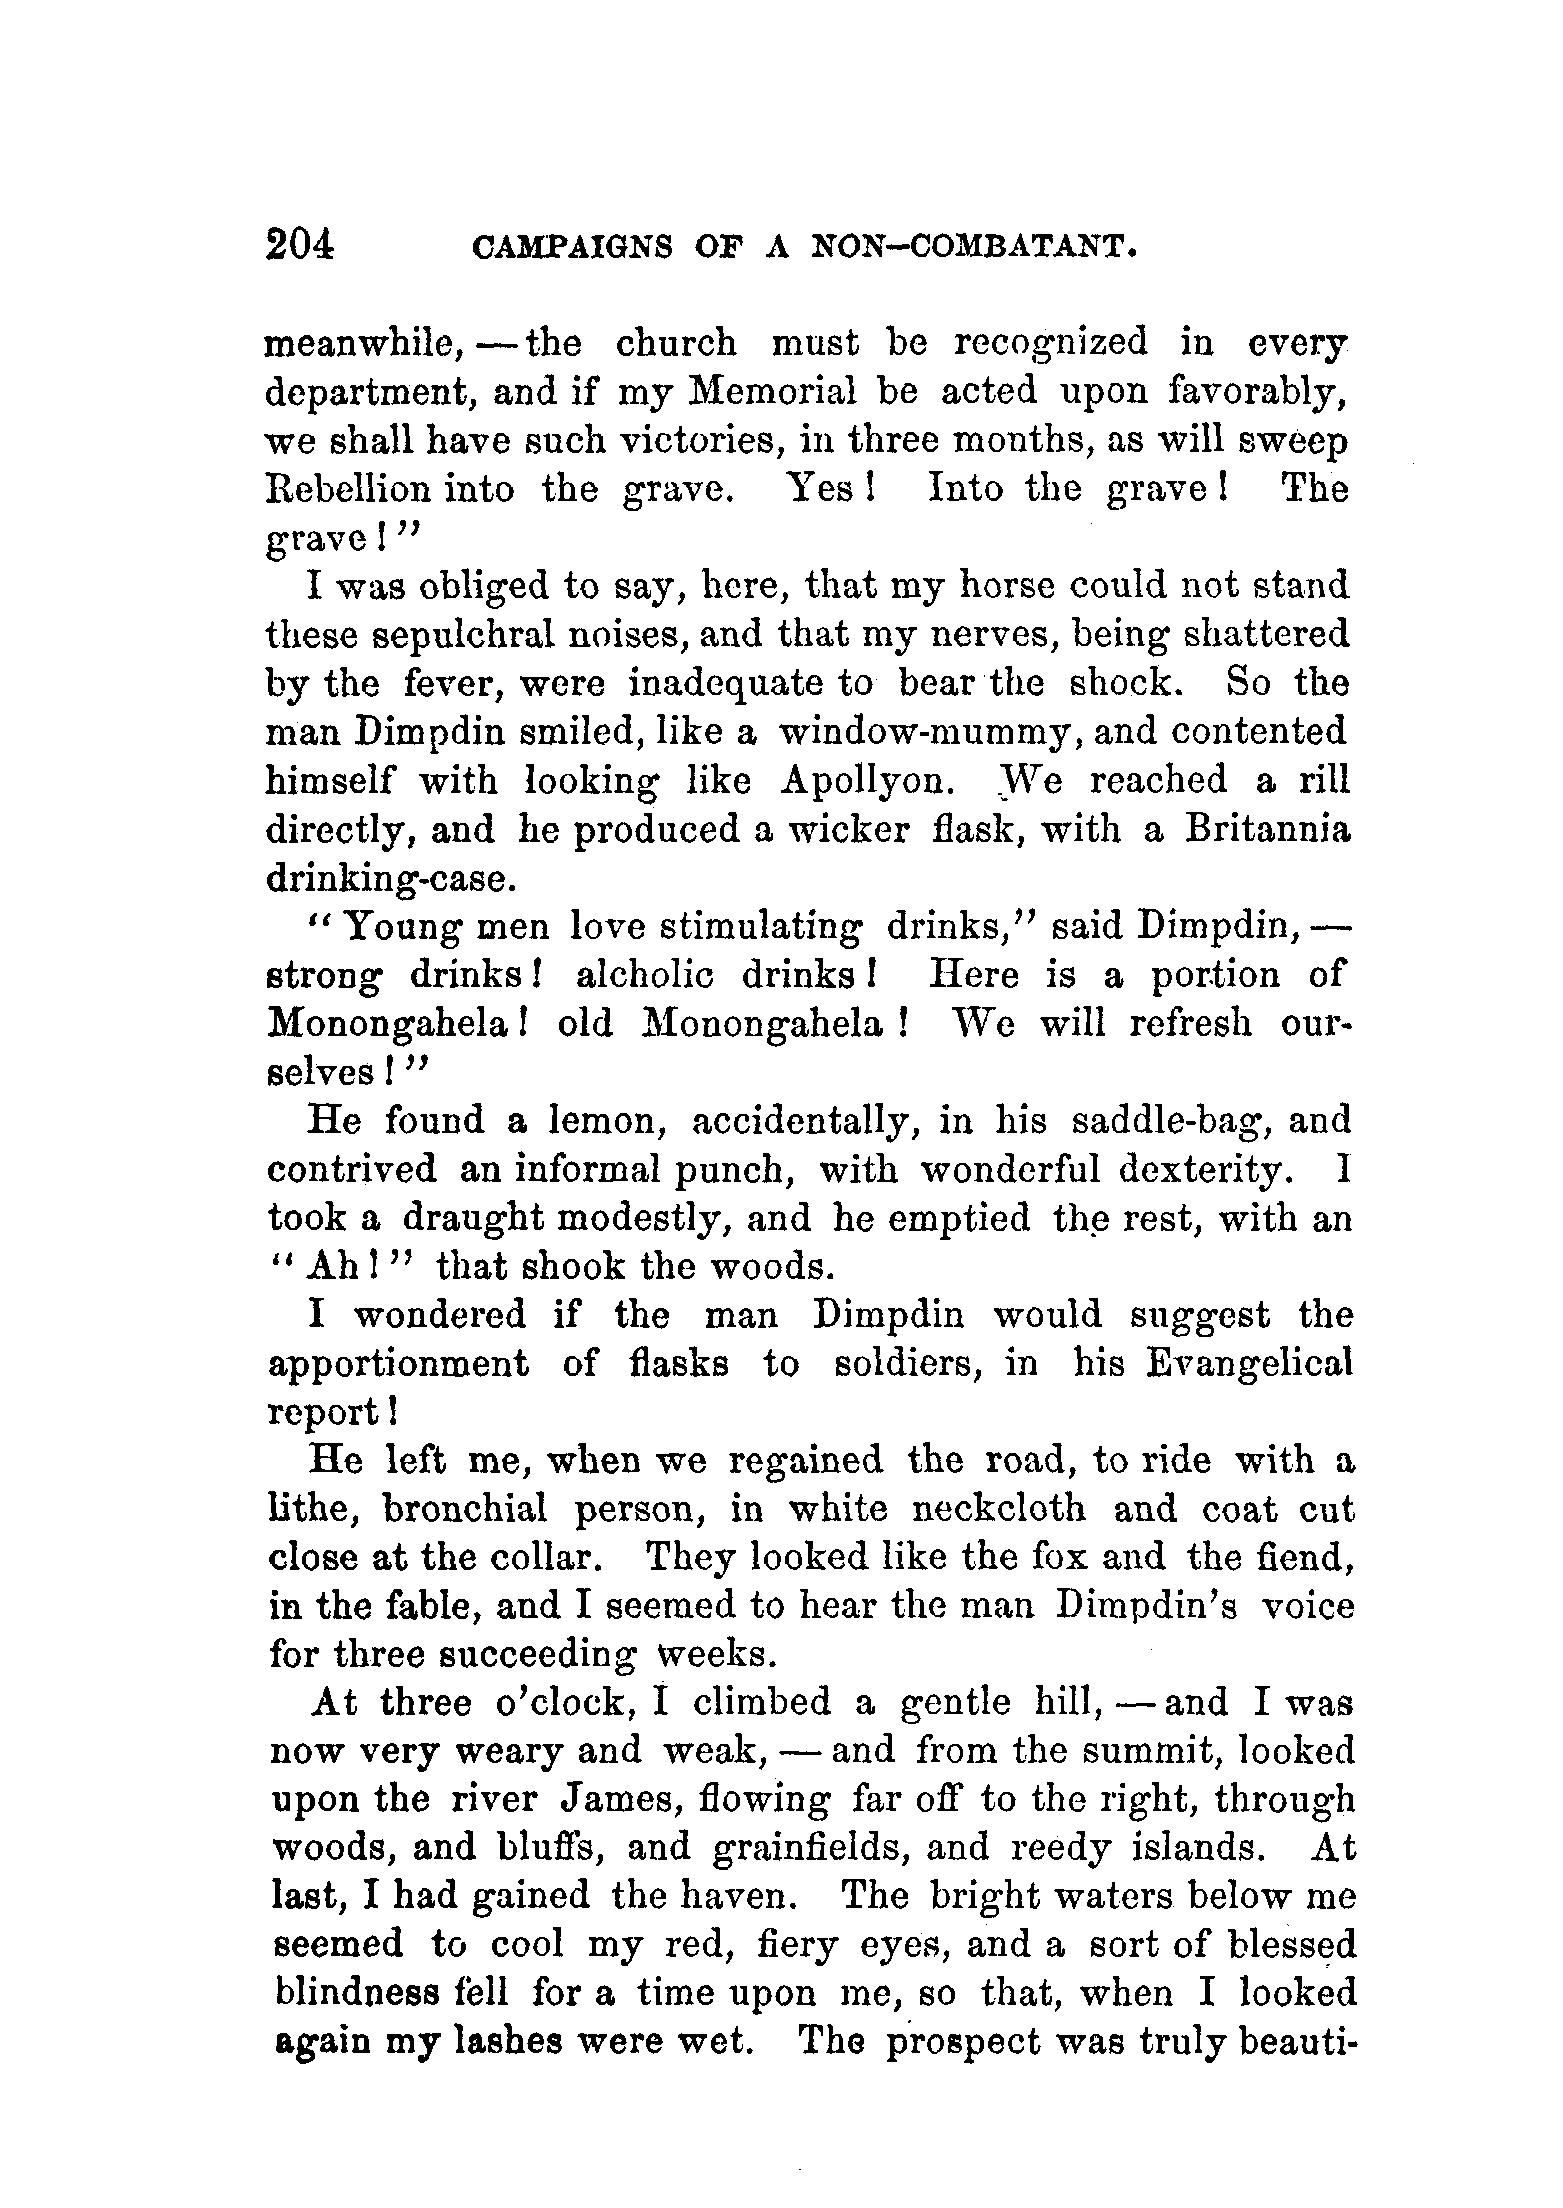 204 CAMPAIGNS OF A NON-COMBATANT.
meanwhile, — the church must be recognized in every
department, and if my Memorial be acted upon favorably,
we shall have such victories, in three months, as will sweep
Rebellion into the grave. Yes! Into the grave! The
grave!"
I was obliged to say, here, that my horse could not stand
these sepulchral noises, and that my nerves, being shattered
by the fever, were inadequate to bear the shock. So the
man Dimpdin smiled, like a window-mummy, and contented
himself with looking like Apollyon. We reached a rill
directly, and he produced a wicker flask, with a Britannia
drinking-case.
"Young men love stimulating drinks," said Dimpdin, —
strong drinks! alcholic drinks! Here is a portion of
Monongahela! old Monongahela! We will refresh our-
selves!"
He found a lemon, accidentally, in his saddle-bag, and
contrived an informal punch, with wonderful dexterity. I
took a draught modestly, and he emptied the rest, with an
"Ah!" that shook the woods.
I wondered if the man Dimpdin would suggest the
apportionment of flasks to soldiers, in his Evangelical
report!
He left me, when we regained the road, to ride with a
lithe, bronchial person, in white neckcloth and coat cut
close at the collar. They looked like the fox and the fiend,
in the fable, and I seemed to hear the man Dimpdin's voice
for three succeeding weeks.
At three o'clock, I climbed a gentle hill, — and I was
now very weary and weak, — and from the summit, looked
upon the river James, flowing far off to the right, through
woods, and bluffs, and grainfields, and reedy islands. At
last, I had gained the haven. The bright waters below me
seemed to cool my red, fiery eyes, and a sort of blessed
blindness fell for a time upon me, so that, when I looked
again my lashes were wet. The prospect was truly beauti-